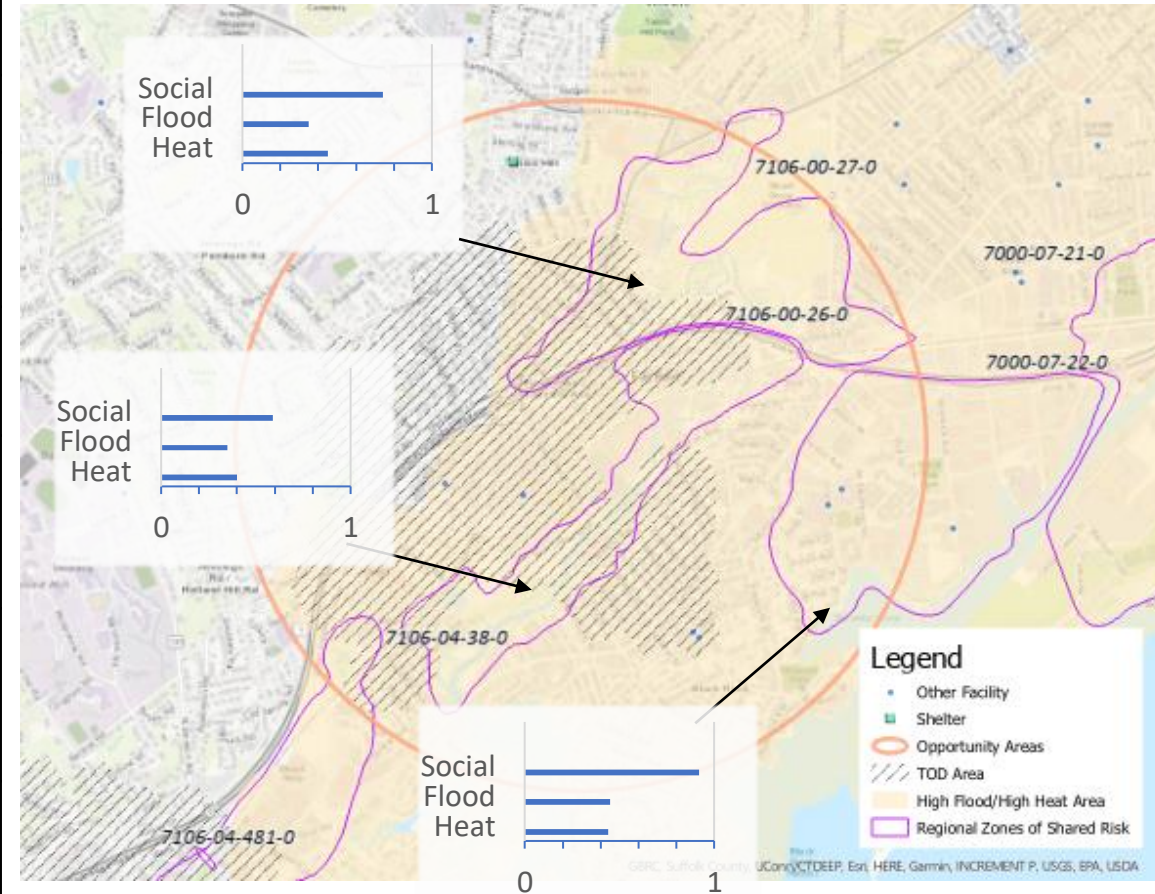 Social
Flood
Heat
0 1
7106-00-27-0
7000-07-21-0
7106-00-26-0
7000-07-22-0
Social
Flood
Heat
0 1
7106-04-38-0
Legend
Other Facility
Shelter
Opportunity Areas
TOD Area
High Flood/High Heat Area
Regional Zones of Shared Risk
Social
Flood
Heat
0 1
7106-04-481-0
GBRC, Suffolk County, UConn/CTDEEP, Esri, HERE, Garmin, INCREMENT P, USGS, EPA, USDA